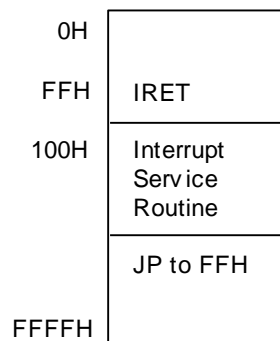 0H
FFH IRET
100H Interrupt
Service
Routine
JP to FFH
FFFFH